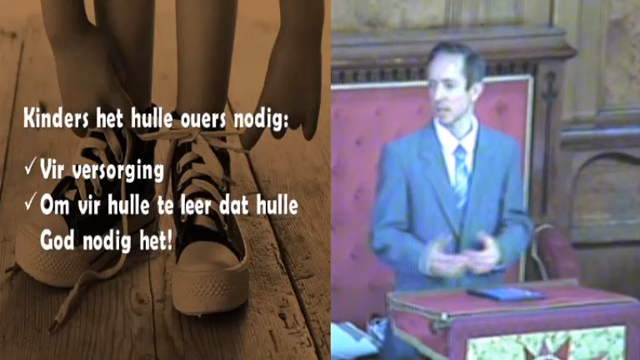 Kinders het hulle ouers nodig:
✓ Vir versorging
✓ Om vir hulle te leer dat hulle
God nodig het!